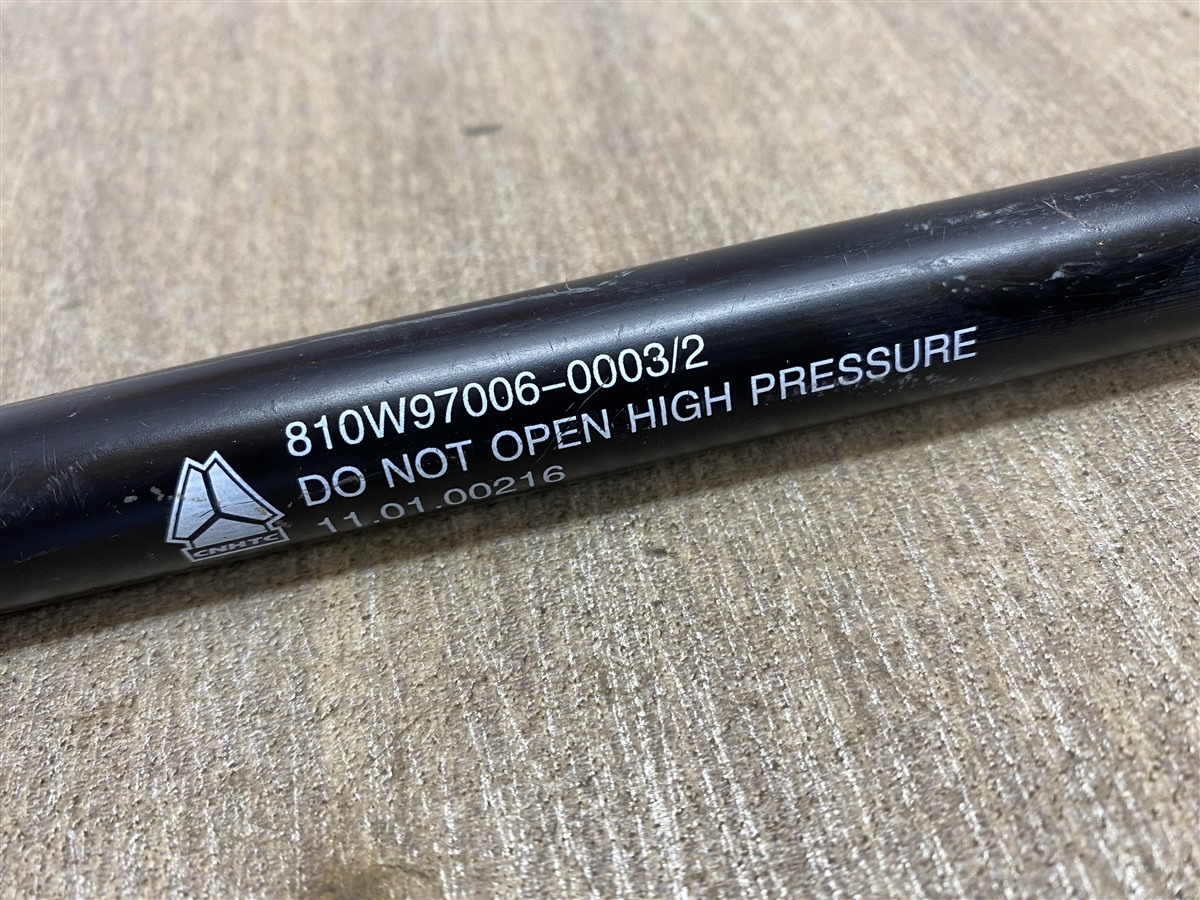 810W97006-0003/2
DO NOT OPEN HIGH PRESSURE
11.01.00216
CNHTC